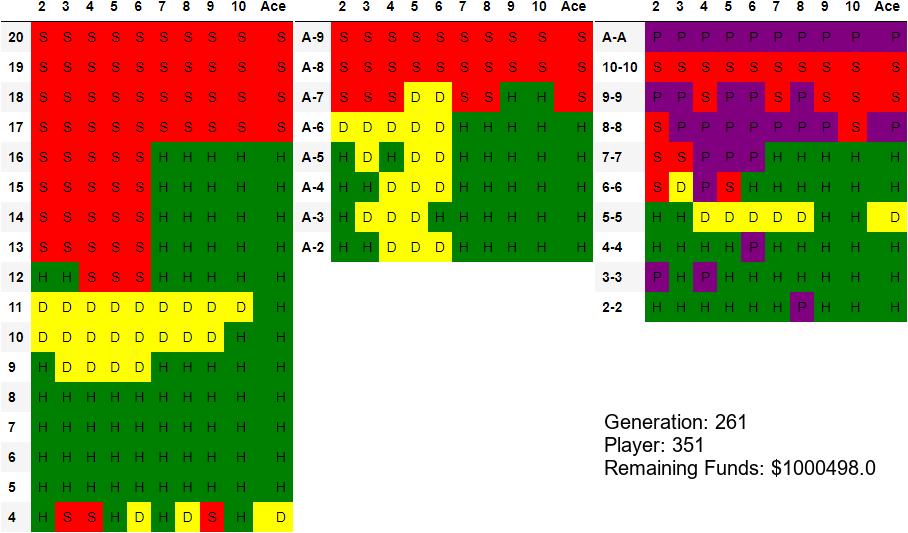 2 3 4 5 6 7 8 9 10 Ace
20 S S S S S S S S S S
19 S S S S S S S S S S
18 S S S S S S S S S S
17 S S S S S S S S S S
16 S S S S S H H H H H
15 S S S S S H H H H H
14 S S S S S H H H H H
13 S S S S S H H H H H
12 H H S S S H H H H H
11 D D D D D D D D D H
10 D D D D D D D D H H
9 H D D D D H H H H H
8 H H H H H H H H H H
7 H H H H H H H H H H
6 H H H H H H H H H H
5 H H H H H H H H H H
4 H S S H D H D S H D
2 3 4 5 6 7 8 9 10 Ace
A-9 S S S S S S S S S S
A-8 S S S S S S S S S S
A-7 S S S D D S S H H S
A-6 D D D D D H H H H H
A-5 H D H D D H H H H H
A-4 H H D D D H H H H H
A-3 H D D D H H H H H H
A-2 H H D D D H H H H H
2 3 4 5 6 7 8 9 10 Ace
A-A P P P P P P P P P P
10-10 S S S S S S S S S S
9-9 P P S P P S P S S S
8-8 S P P P P P P P S P
7-7 S S P P P H H H H H
6-6 S D P S H H H H H H
5-5 H H D D D D D H H D
4-4 H H H H P H H H H H
3-3 P H P H H H H H H H
2-2 H H H H H H P H H H
Generation: 261
Player: 351
Remaining Funds: $1000498.0